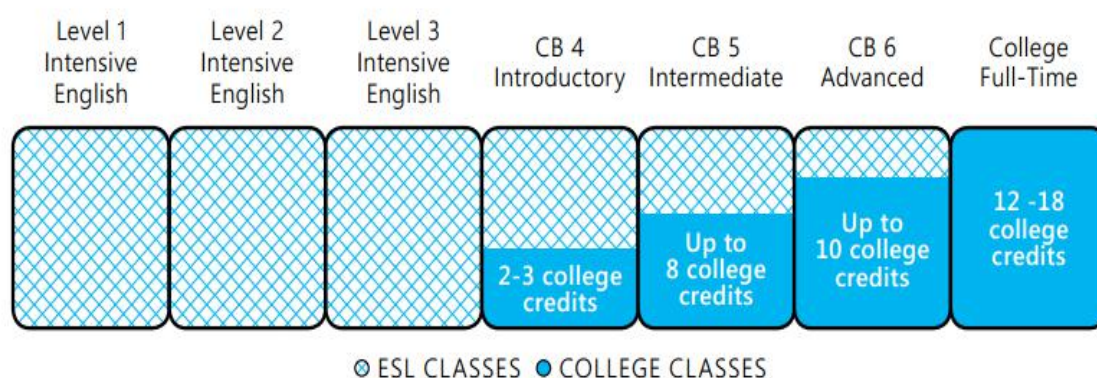 Level 1
Intensive
English
Level 2
Intensive
English
Level 3
Intensive
English
CB 4
Introductory
CB 5
Intermediate
CB 6
Advanced
College
Full-Time
2-3 college
credits
Up to
8 college
credits
Up to
10 college
credits
12 -18
college
credits
ESL CLASSES COLLEGE CLASSES